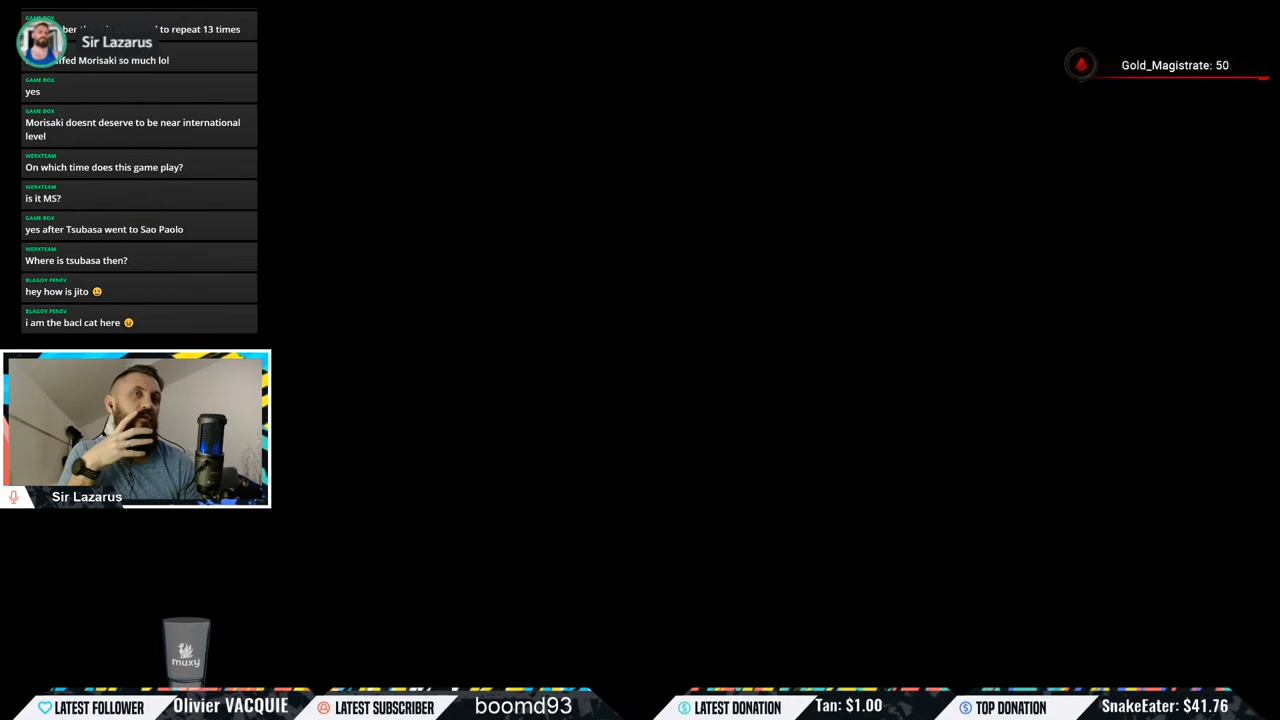 GAME BOX
to repeat 13 times
Sir Lazarus
Morisaki so much lol
GAME BOX
yes
GAME BOX
Morisaki doesnt deserve to be near international
level
WERXTEAM
On which time does this game play?
WERXTEAM
is it MS?
GAME BOX
yes after Tsubasa went to Sao Paolo
WERXTEAM
Where is tsubasa then?
BLAGOY PENEV
hey how is jito
BLAGOY PENEV
i am the bacl cat here
Gold_Magistrate: 50
Sir Lazarus
muxy
LATEST FOLLOWER
Olivier VACQUIE
LATEST SUBSCRIBER
boomd93
LATEST DONATION
Tan: $1.00
TOP DONATION
SnakeEater: $41.76